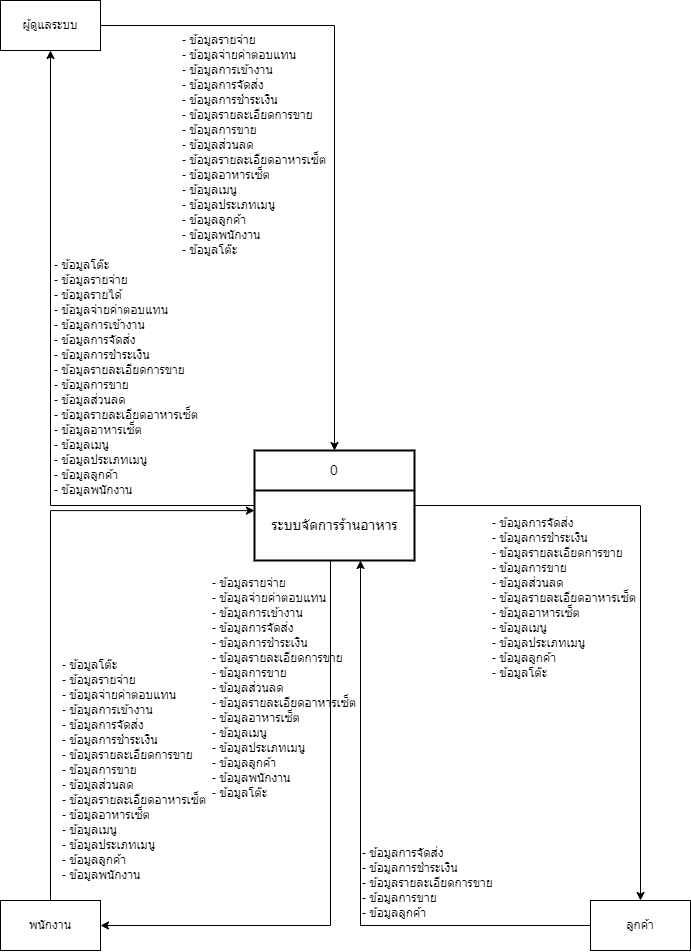 ผู้ดูแลระบบ
- ข้อมูลรายจ่าย
- ข้อมูลจ่ายค่าตอบแทน
- ข้อมูลการเข้างาน
- ข้อมูลการจัดส่ง
- ข้อมูลการชำระเงิน
- ข้อมูลรายละเอียดการขาย
- ข้อมูลการขาย
- ข้อมูลส่วนลด
- ข้อมูลรายละเอียดอาหารเซ็ต
- ข้อมูลอาหารเซ็ต
- ข้อมูลเมนู
- ข้อมูลประเภทเมนู
- ข้อมูลลูกค้า
- ข้อมูลพนักงาน
- ข้อมูลโต๊ะ
- ข้อมูลโต๊ะ
- ข้อมูลรายจ่าย
- ข้อมูลรายได้
- ข้อมูลจ่ายค่าตอบแทน
- ข้อมูลการเข้างาน
- ข้อมูลการจัดส่ง
- ข้อมูลการชำระเงิน
- ข้อมูลรายละเอียดการขาย
- ข้อมูลการขาย
- ข้อมูลส่วนลด
- ข้อมูลรายละเอียดอาหารเซ็ต
- ข้อมูลอาหารเซ็ต
- ข้อมูลเมนู
- ข้อมูลประเภทเมนู
- ข้อมูลลูกค้า
- ข้อมูลพนักงาน
0
ระบบจัดการร้านอาหาร
- ข้อมูลการจัดส่ง
- ข้อมูลการชำระเงิน
- ข้อมูลรายละเอียดการขาย
- ข้อมูลการขาย
- ข้อมูลส่วนลด
- ข้อมูลรายละเอียดอาหารเซ็ต
- ข้อมูลอาหารเซ็ต
- ข้อมูลเมนู
- ข้อมูลประเภทเมนู
- ข้อมูลลูกค้า
- ข้อมูลโต๊ะ
- ข้อมูลรายจ่าย
- ข้อมูลจ่ายค่าตอบแทน
- ข้อมูลการเข้างาน
- ข้อมูลการจัดส่ง
- ข้อมูลการชำระเงิน
- ข้อมูลรายละเอียดการขาย
- ข้อมูลการขาย
- ข้อมูลส่วนลด
- ข้อมูลรายละเอียดอาหารเซ็ต
- ข้อมูลอาหารเซ็ต
- ข้อมูลเมนู
- ข้อมูลประเภทเมนู
- ข้อมูลลูกค้า
- ข้อมูลพนักงาน
- ข้อมูลโต๊ะ
- ข้อมูลโต๊ะ
- ข้อมูลรายจ่าย
- ข้อมูลจ่ายค่าตอบแทน
- ข้อมูลการเข้างาน
- ข้อมูลการจัดส่ง
- ข้อมูลการชำระเงิน
- ข้อมูลรายละเอียดการขาย
- ข้อมูลการขาย
- ข้อมูลส่วนลด
- ข้อมูลรายละเอียดอาหารเซ็ต
- ข้อมูลอาหารเซ็ต
- ข้อมูลเมนู
- ข้อมูลประเภทเมนู
- ข้อมูลลูกค้า
- ข้อมูลพนักงาน
- ข้อมูลการจัดส่ง
- ข้อมูลการชำระเงิน
- ข้อมูลรายละเอียดการขาย
- ข้อมูลการขาย
- ข้อมูลลูกค้า
พนักงาน
ลูกค้า